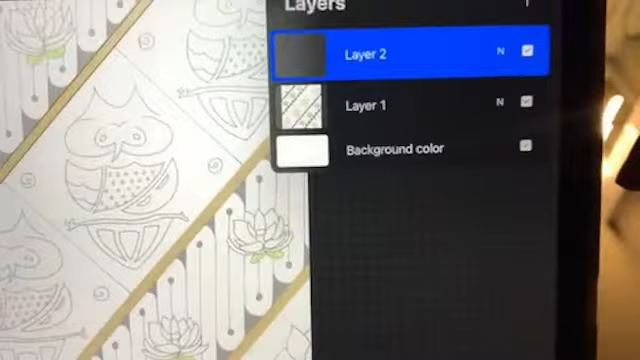 Layers
Layer 2 N
Layer 1 N
Background color